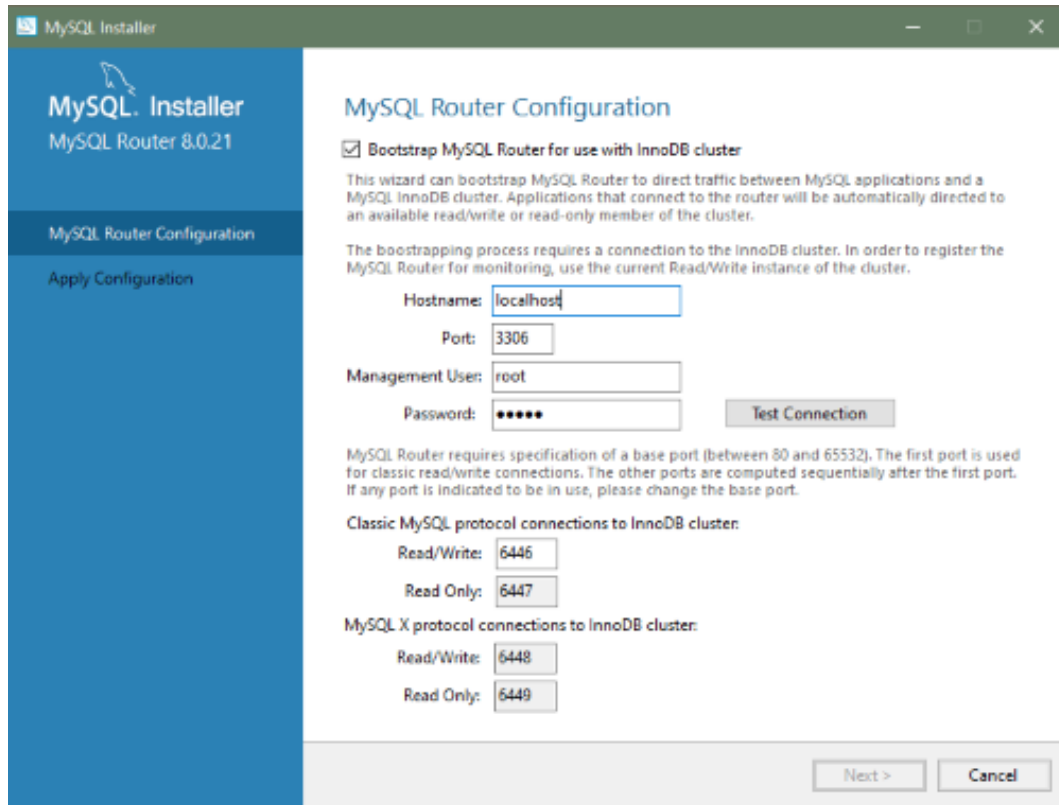 MySQL Installer
MySQL. Installer
MySQL Router 8.0.21
MySQL Router Configuration
Apply Configuration
MySQL Router Configuration
Bootstrap MySQL Router for use with InnoDB cluster
This wizard can bootstrap MySQL Router to direct traffic between MySQL applications and a
MySQL InnoDB cluster. Applications that connect to the router will be automatically directed to
an available read/write or read-only member of the cluster.
The boostrapping process requires a connection to the InnoDB cluster. In order to register the
MySQL Router for monitoring, use the current Read/Write instance of the cluster.
Hostname: localhost
Port: 3306
Management User: root
Password: •••••
Test Connection
MySQL Router requires specification of a base port (between 80 and 65532). The first port is used
for classic read/write connections. The other ports are computed sequentially after the first port.
If any port is indicated to be in use, please change the base port.
Classic MySQL protocol connections to InnoDB cluster:
Read/Write: 6446
Read Only: 6447
MySQL X protocol connections to InnoDB cluster:
Read/Write: 6448
Read Only: 6449
Next >
Cancel